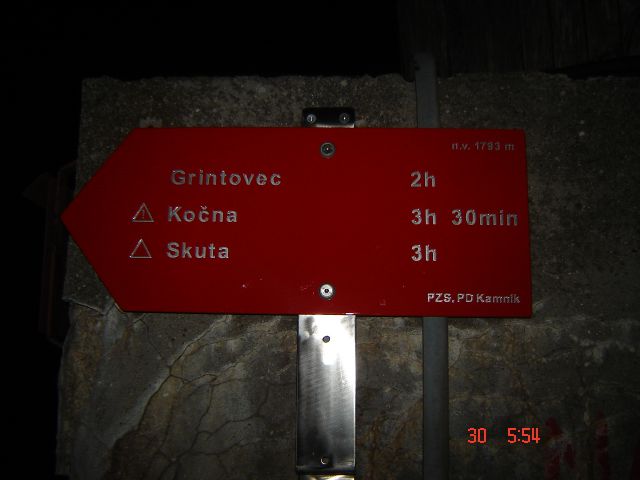 n.v. 1793 m
Grintovec 2h
Kočna 3h 30min
Skuta 3h
PZS, PD Kamnik
30 5:54